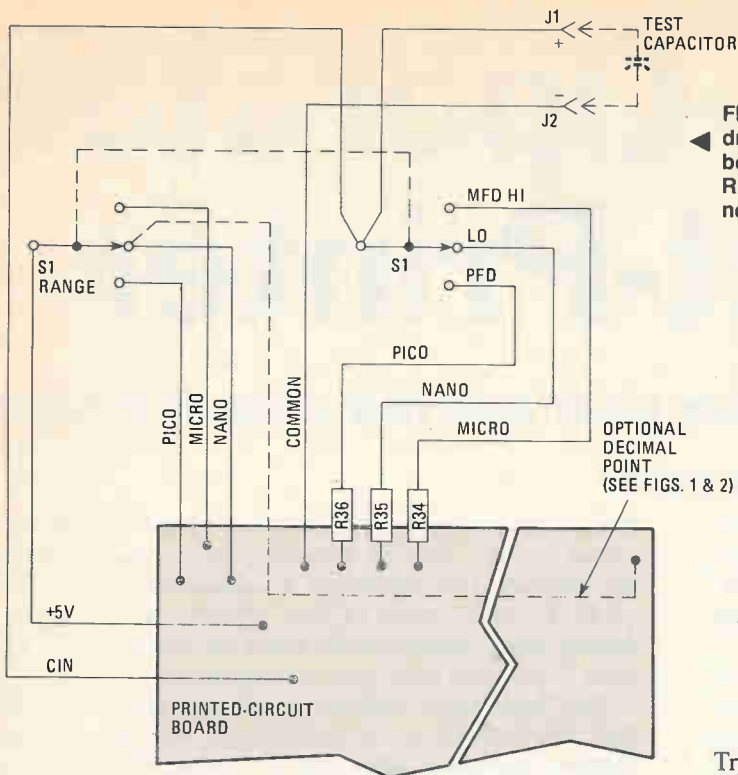 J1
TEST
CAPACITOR
+
−
J2
FI
dr
be
R
ne
MFD HI
LO
S1
RANGE
S1
PFD
PICO
NANO
MICRO
PICO
MICRO
NANO
COMMON
OPTIONAL
DECIMAL
POINT
(SEE FIGS. 1 & 2)
R36
R35
R34
+5V
CIN
PRINTED-CIRCUIT
BOARD
Tr